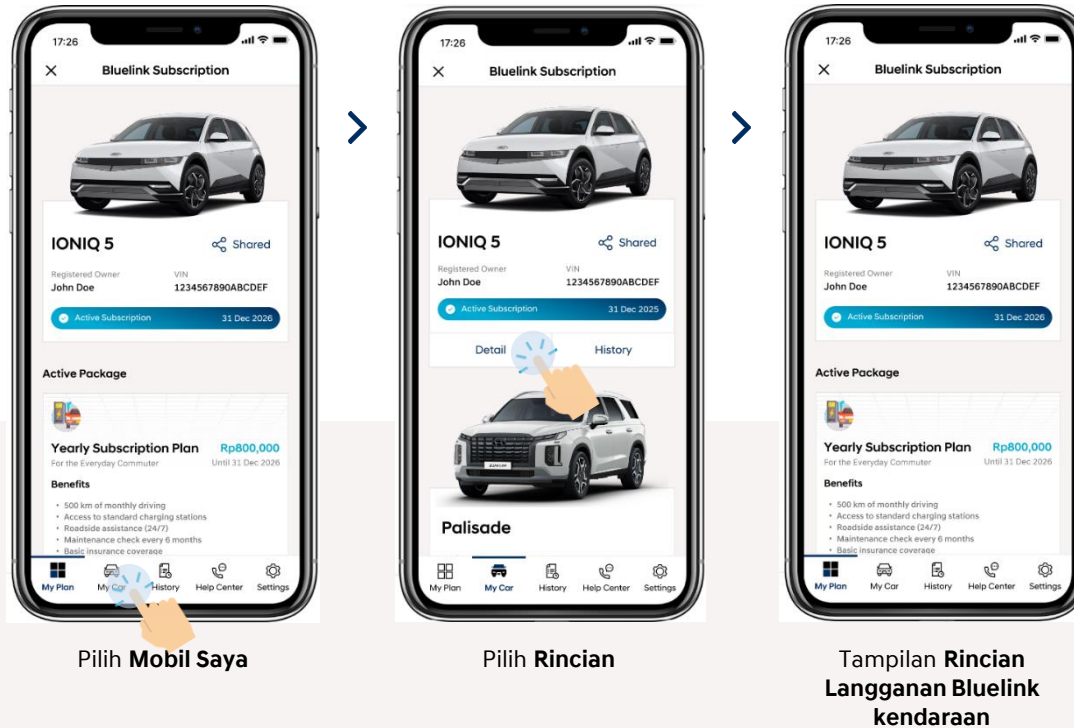 17:26
Bluelink Subscription
IONIQ 5
Shared
Registered Owner
VIN
John Doe
1234567890ABCDEF
Active Subscription
31 Dec 2026
Active Package
Yearly Subscription Plan
Rp800,000
For the Everyday Commuter
Until 31 Dec 2026
Benefits
• 500 km of monthly driving
• Access to standard charging stations
• Roadside assistance (24/7)
• Maintenance check every 6 months
• Basic insurance coverage
My Plan
My Car
History
Help Center
Settings
Pilih Mobil Saya
17:26
Bluelink Subscription
IONIQ 5
Shared
Registered Owner
VIN
John Doe
1234567890ABCDEF
Active Subscription
31 Dec 2025
Detail
History
Palisade
My Plan
My Car
History
Help Center
Settings
Pilih Rincian
17:26
Bluelink Subscription
IONIQ 5
Shared
Registered Owner
VIN
John Doe
1234567890ABCDEF
Active Subscription
31 Dec 2026
Active Package
Yearly Subscription Plan
Rp800,000
For the Everyday Commuter
Until 31 Dec 2026
Benefits
• 500 km of monthly driving
• Access to standard charging stations
• Roadside assistance (24/7)
• Maintenance check every 6 months
• Basic insurance coverage
My Plan
My Car
History
Help Center
Settings
Tampilan Rincian
Langganan Bluelink
kendaraan